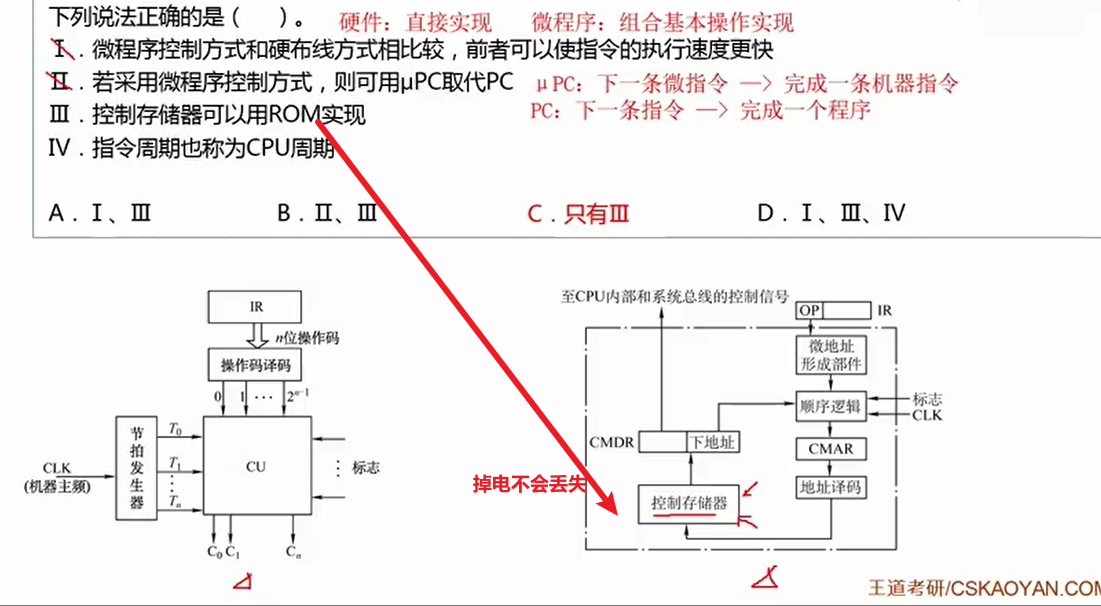 下列说法正确的是（ ）。 硬件：直接实现 微程序：组合基本操作实现
Ⅰ．微程序控制方式和硬布线方式相比较，前者可以使指令的执行速度更快
Ⅱ．若采用微程序控制方式，则可用μPC取代PC μPC：下一条微指令 —> 完成一条机器指令
Ⅲ．控制存储器可以用ROM实现 PC：下一条指令 —> 完成一个程序
Ⅳ．指令周期也称为CPU周期
A．Ⅰ、Ⅲ B．Ⅱ、Ⅲ C．只有Ⅲ D．Ⅰ、Ⅲ、Ⅳ
IR
n位操作码
操作码译码
0 1 ⋯ 2ⁿ⁻¹
节拍发生器
T₀
T₁
⋮
Tₙ
CLK
(机器主频)
CU
⋮ 标志
C₀ C₁ Cₙ
至CPU内部和系统总线的控制信号
OP IR
微地址
形成部件
顺序逻辑
标志
CLK
CMDR 下地址
CMAR
地址译码
掉电不会丢失
控制存储器
王道考研/CSKAOYAN.COM